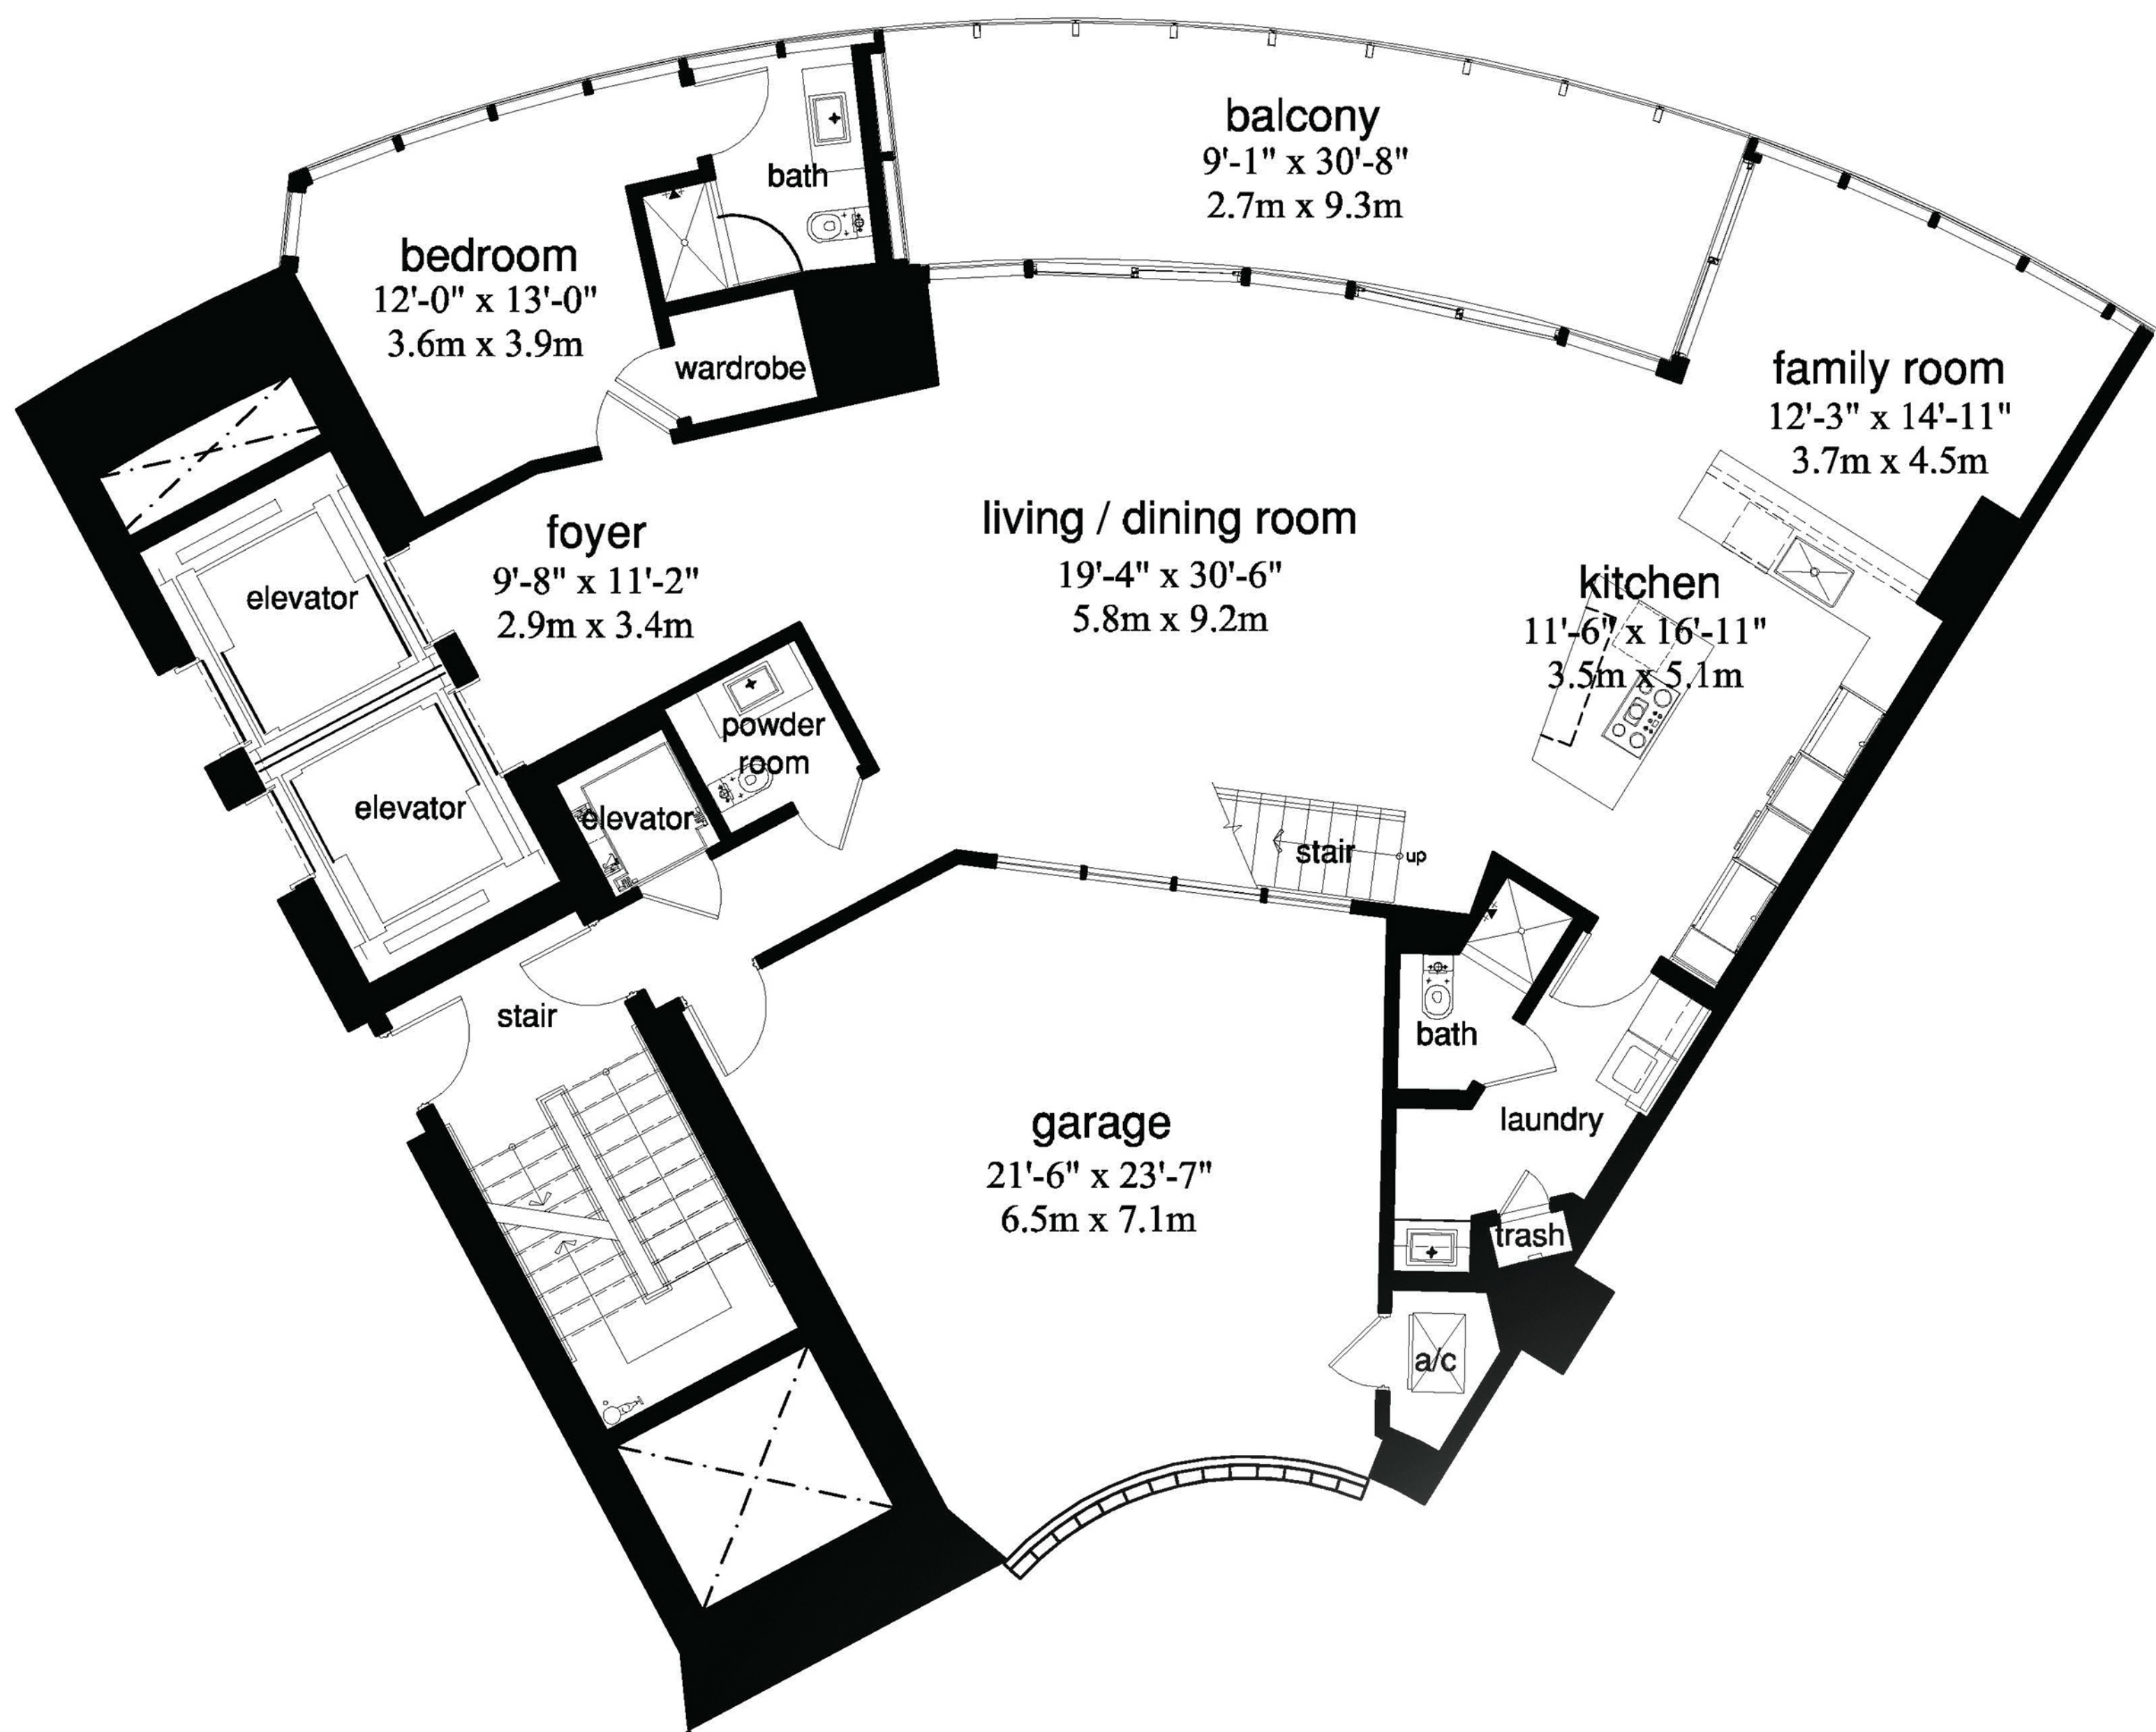 balcony
9'-1" x 30'-8"
2.7m x 9.3m
bath
bedroom
12'-0" x 13'-0"
3.6m x 3.9m
wardrobe
family room
12'-3" x 14'-11"
3.7m x 4.5m
foyer
9'-8" x 11'-2"
2.9m x 3.4m
living / dining room
19'-4" x 30'-6"
5.8m x 9.2m
kitchen
11'-6" x 16'-11"
3.5m x 5.1m
elevator
powder
room
elevator
elevator
stair
up
stair
bath
garage
21'-6" x 23'-7"
6.5m x 7.1m
laundry
trash
a/c